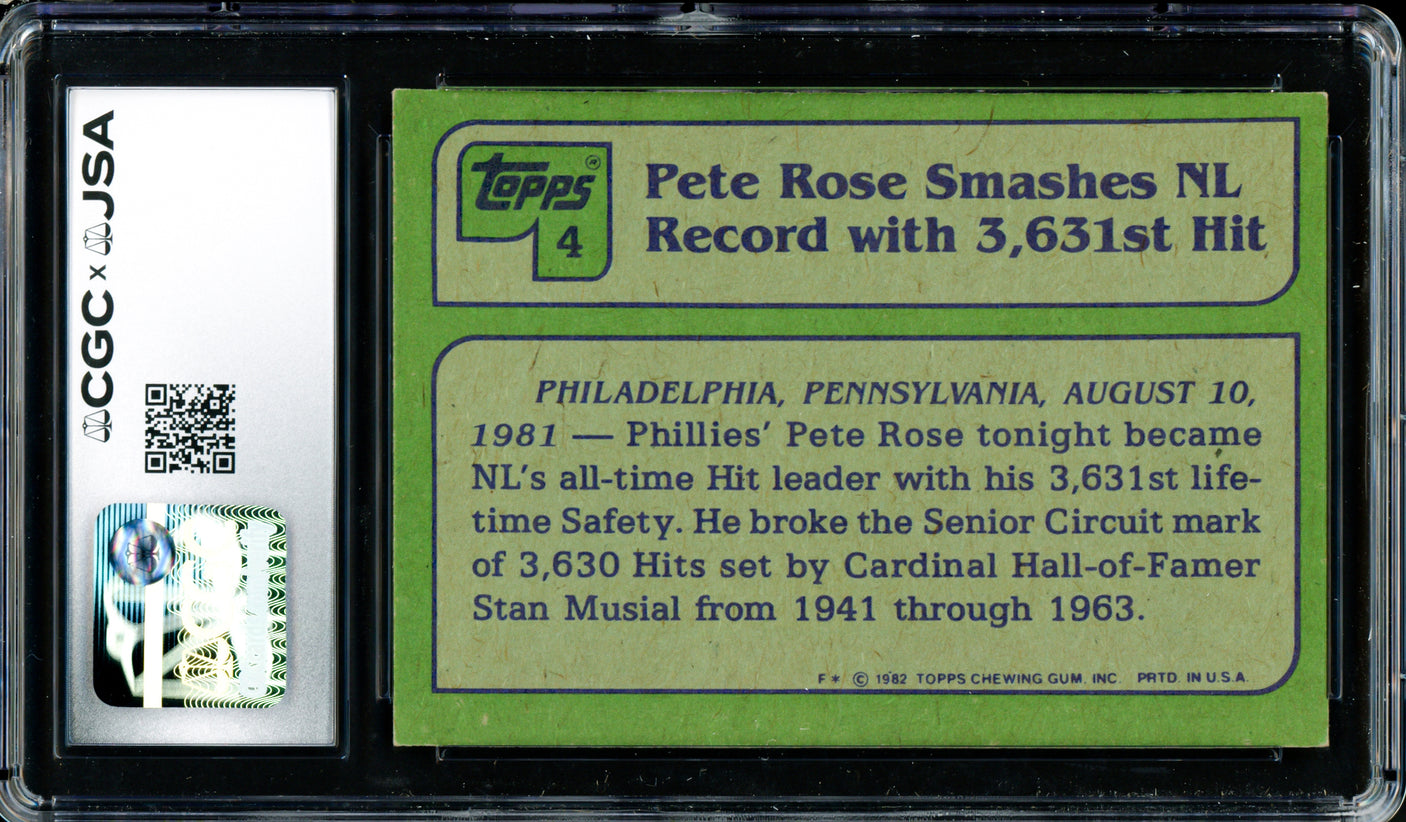 CGC x JSA
topps ®
4
Pete Rose Smashes NL
Record with 3,631st Hit
PHILADELPHIA, PENNSYLVANIA, AUGUST 10,
1981 — Phillies' Pete Rose tonight became
NL's all-time Hit leader with his 3,631st life-
time Safety. He broke the Senior Circuit mark
of 3,630 Hits set by Cardinal Hall-of-Famer
Stan Musial from 1941 through 1963.
F * © 1982 TOPPS CHEWING GUM, INC. PRTD. IN U.S.A.